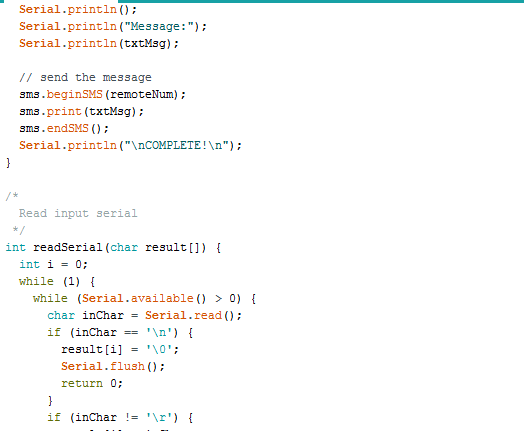 Serial.println();
Serial.println("Message:");
Serial.println(txtMsg);
// send the message
sms.beginSMS(remoteNum);
sms.print(txtMsg);
sms.endSMS();
Serial.println("\nCOMPLETE!\n");
}
/*
Read input serial
*/
int readSerial(char result[]) {
int i = 0;
while (1) {
while (Serial.available() > 0) {
char inChar = Serial.read();
if (inChar == '\n') {
result[i] = '\0';
Serial.flush();
return 0;
}
if (inChar != '\r') {